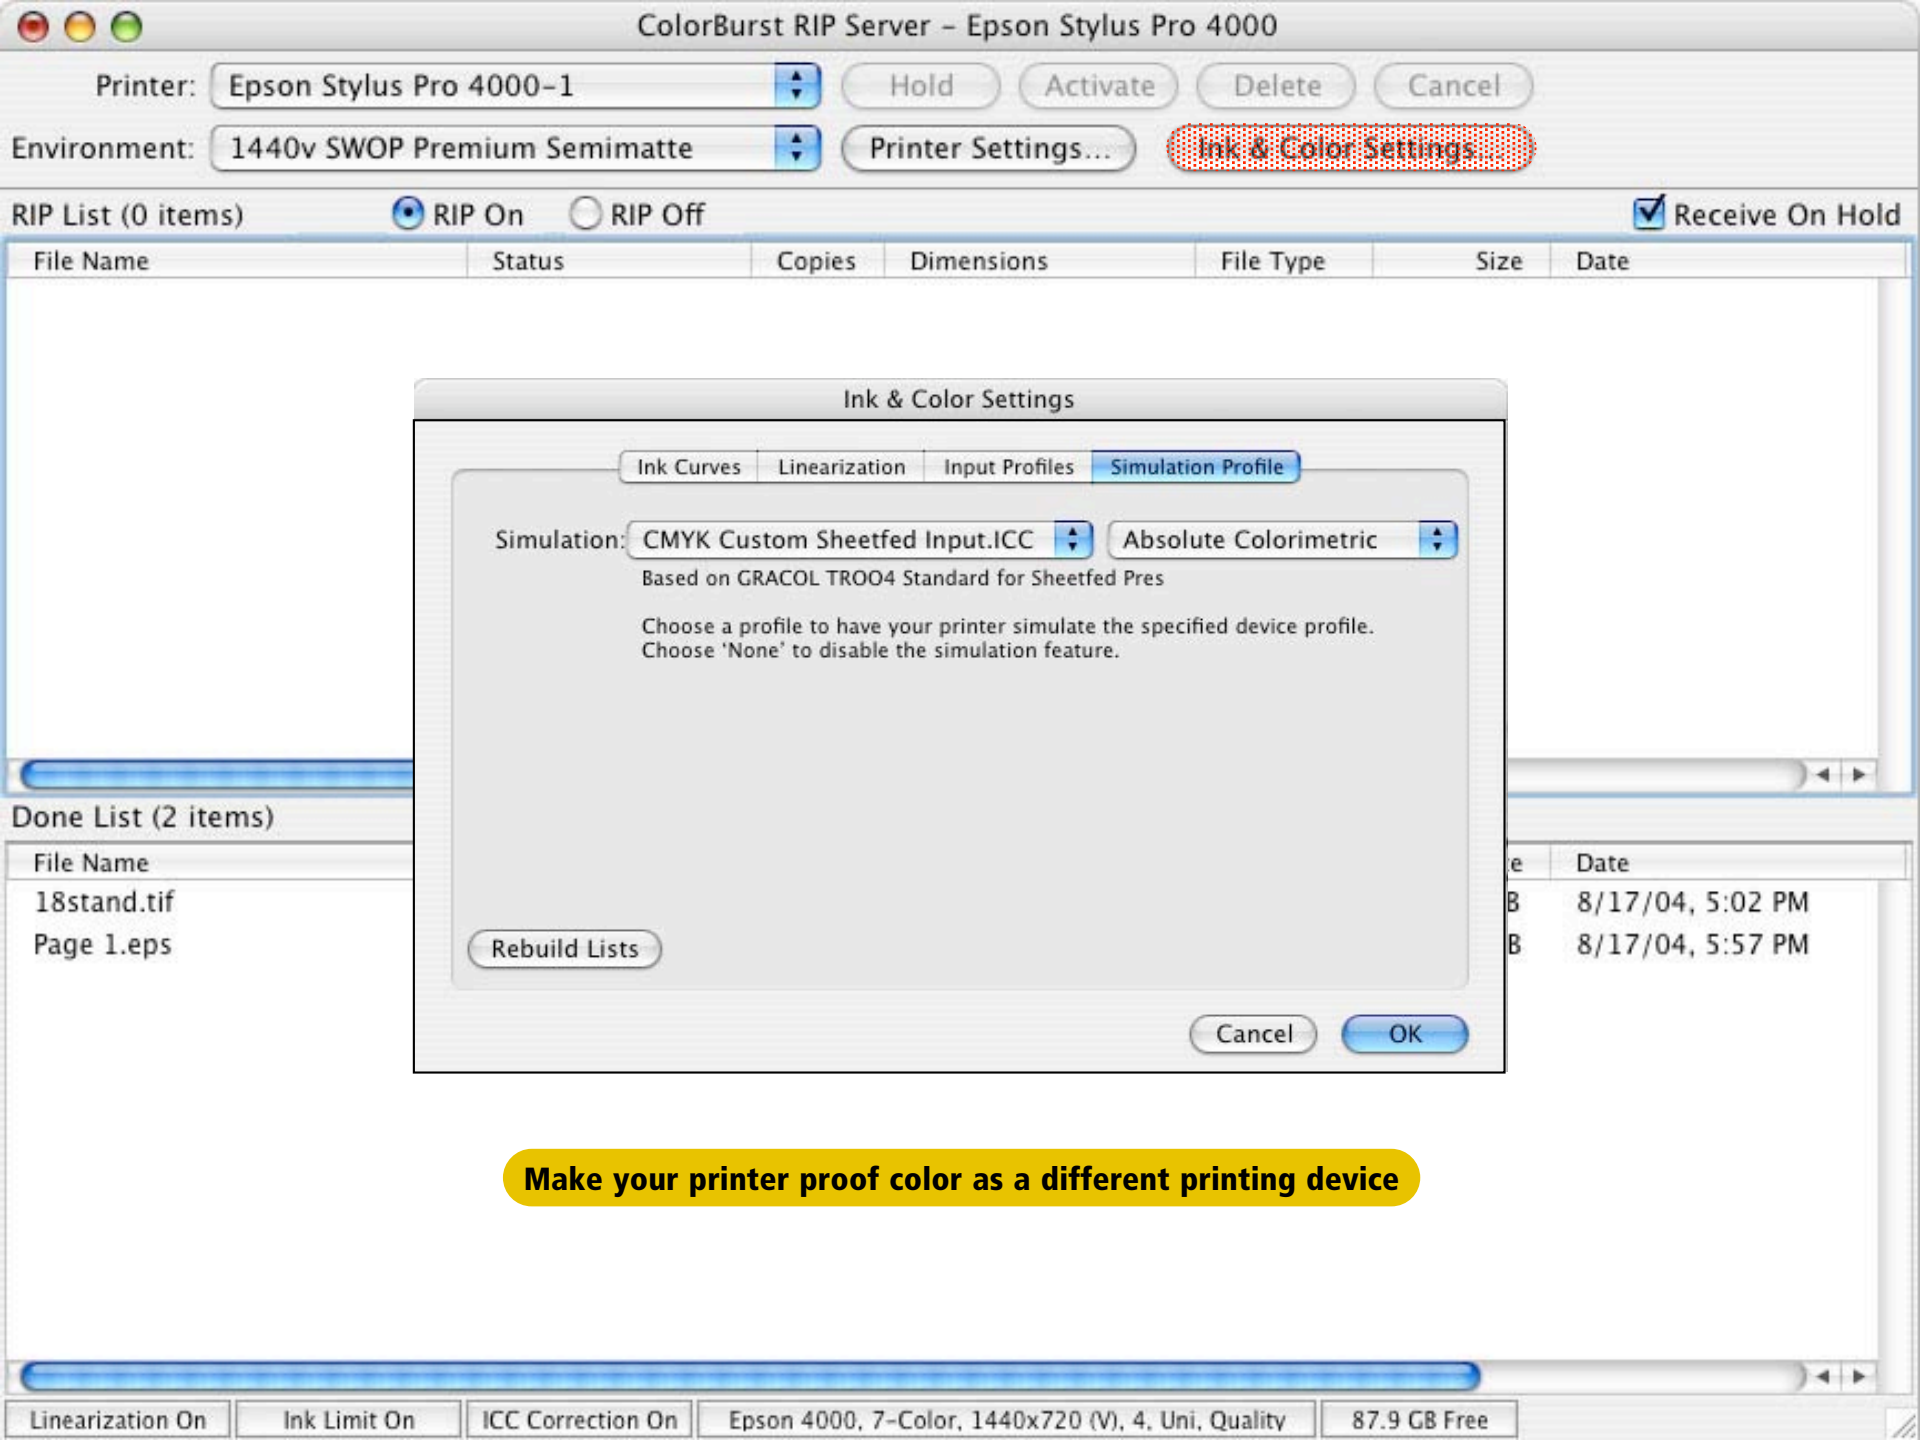 ColorBurst RIP Server – Epson Stylus Pro 4000
Printer: Epson Stylus Pro 4000-1 Hold Activate Delete Cancel
Environment: 1440v SWOP Premium Semimatte Printer Settings... Ink & Color Settings...
RIP List (0 items) RIP On RIP Off Receive On Hold
File Name Status Copies Dimensions File Type Size Date
Ink & Color Settings
Ink Curves Linearization Input Profiles Simulation Profile
Simulation: CMYK Custom Sheetfed Input.ICC Absolute Colorimetric
Based on GRACOL TROO4 Standard for Sheetfed Pres
Choose a profile to have your printer simulate the specified device profile.
Choose ‘None’ to disable the simulation feature.
Rebuild Lists
Cancel OK
Done List (2 items)
File Name e Date
18stand.tif B 8/17/04, 5:02 PM
Page 1.eps B 8/17/04, 5:57 PM
Make your printer proof color as a different printing device
Linearization On Ink Limit On ICC Correction On Epson 4000, 7-Color, 1440x720 (V), 4, Uni, Quality 87.9 GB Free